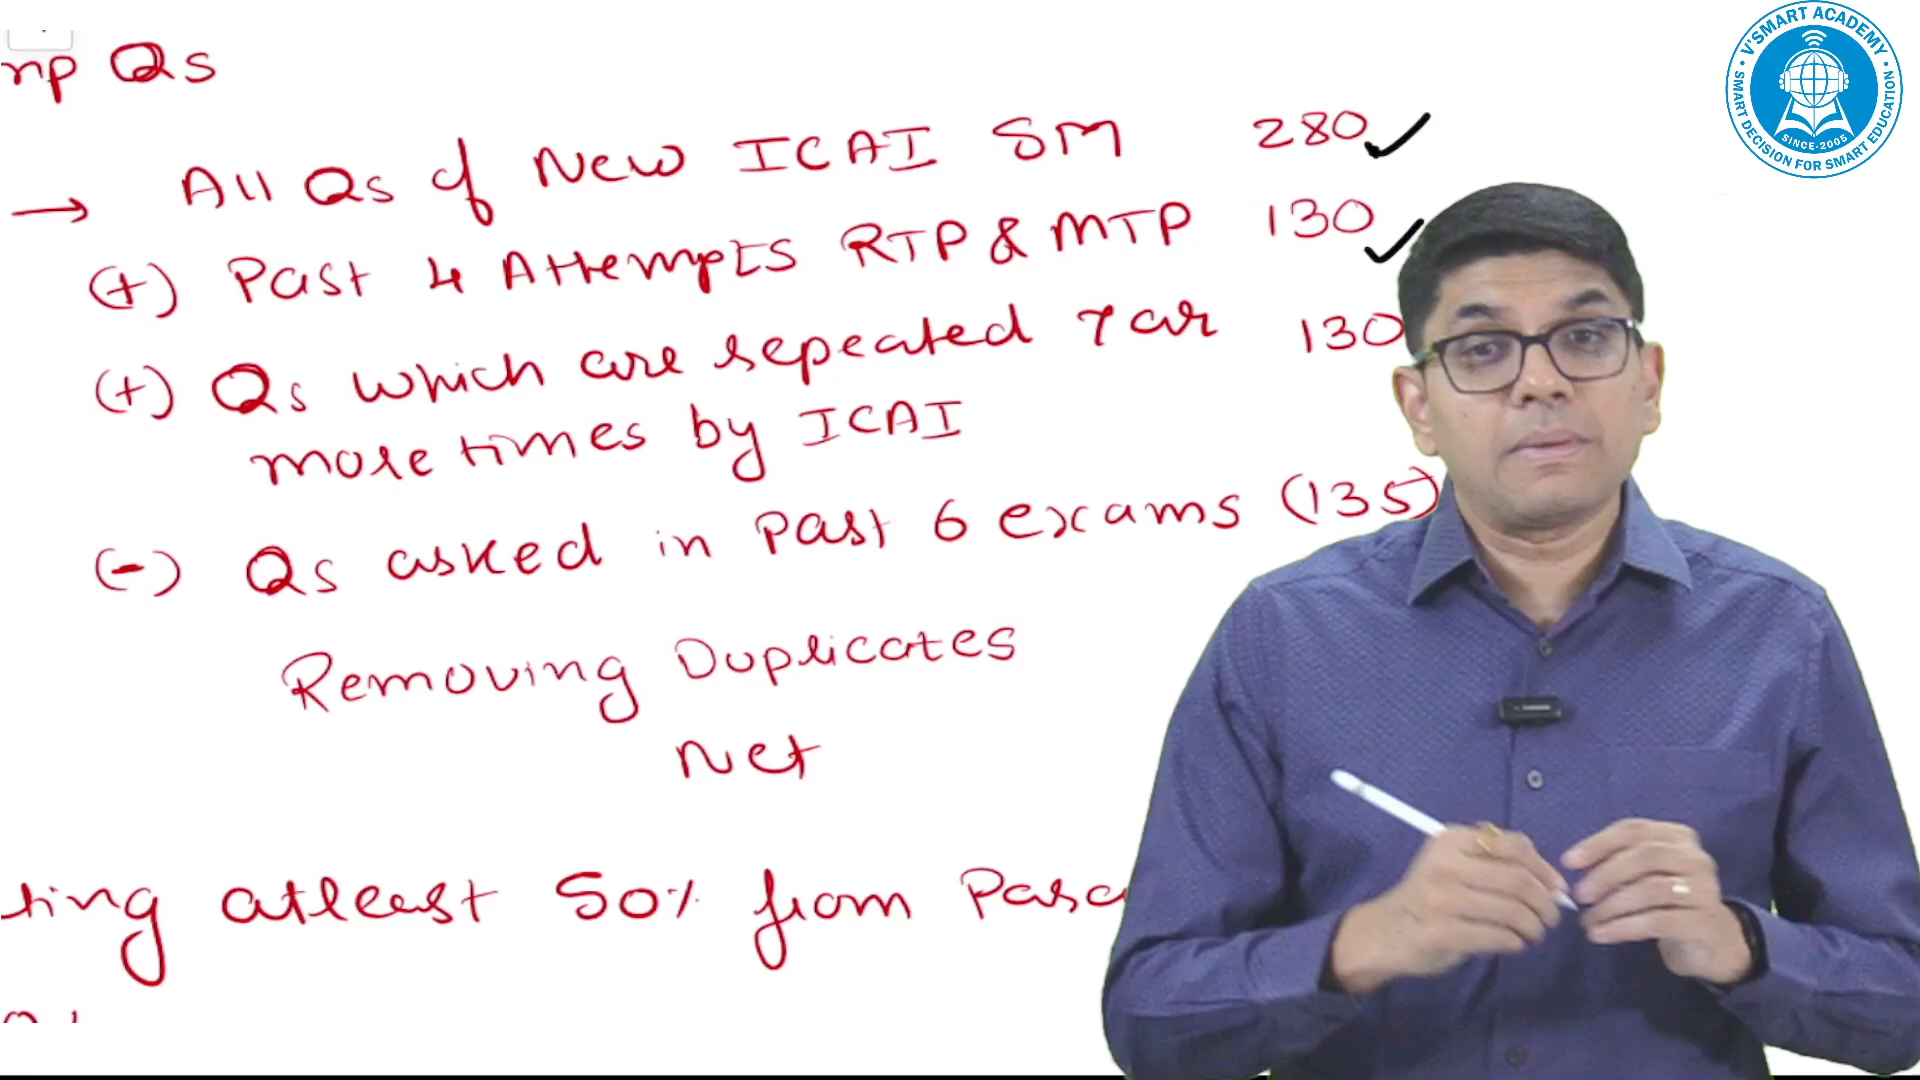 V'SMART ACADEMY
SMART DECISION FOR SMART EDUCATION
SINCE-2005
mp Qs
→ All Qs of New ICAI SM 280 ✓
(+) Past 4 Attempts RTP & MTP 130 ✓
(+) Qs which are repeated 7 or 130
more times by ICAI
(-) Qs asked in Past 6 exams (135)
Removing Duplicates
Net
ting atleast 50% from